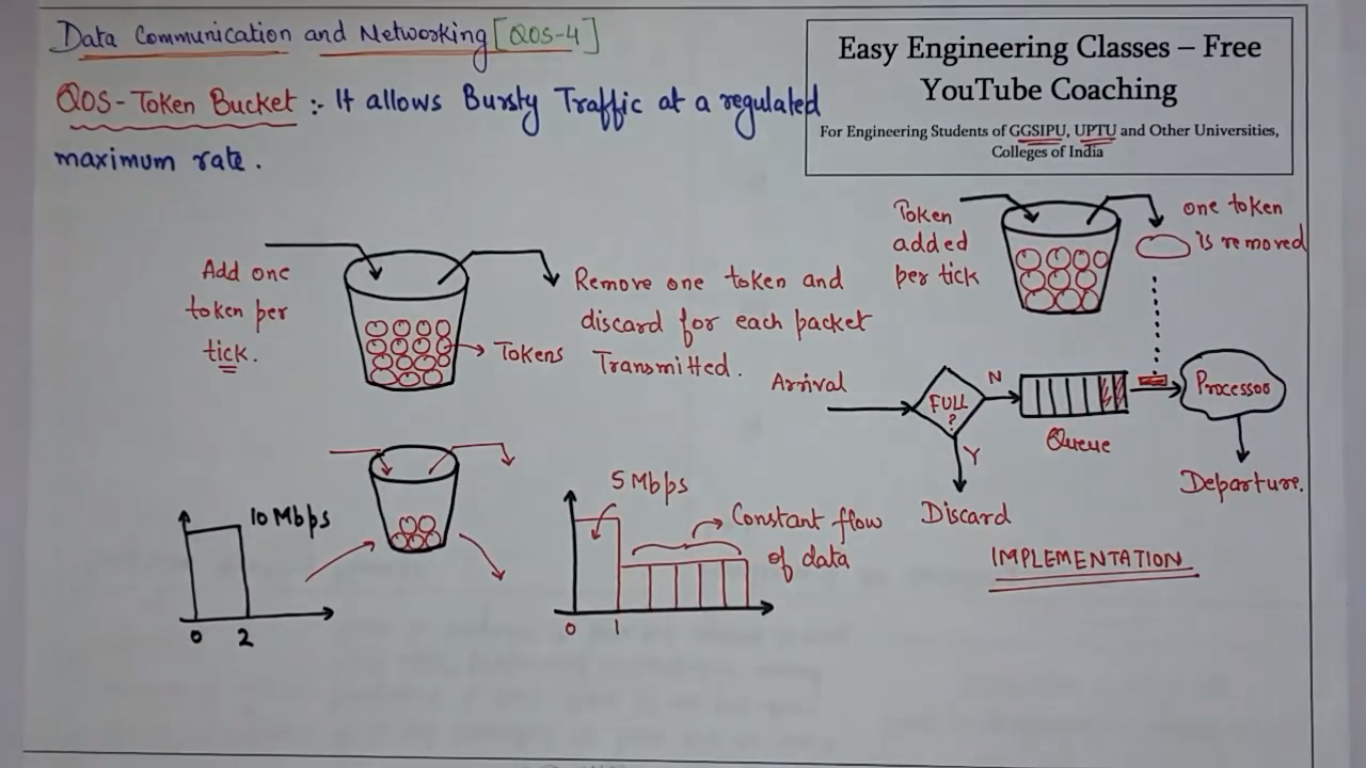 Data Communication and Networking [QOS-4]
Easy Engineering Classes – Free
YouTube Coaching
For Engineering Students of GGSIPU, UPTU and Other Universities,
Colleges of India
QOS - Token Bucket :- It allows Bursty Traffic at a regulated
maximum rate.
Add one
token per
tick.
Tokens
Remove one token and
discard for each packet
Transmitted.
Token
added
per tick
one token
is removed
Arrival
FULL
?
N
Y
Queue
Processor
Departure.
Discard
IMPLEMENTATION
10 Mbps
0 2
5 Mbps
Constant flow
of data
0 1